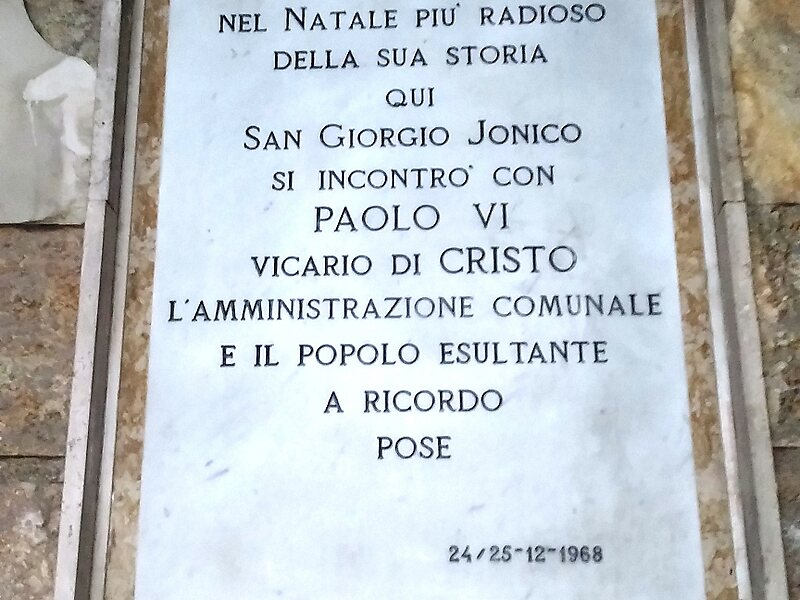 NEL NATALE PIU' RADIOSO
DELLA SUA STORIA
QUI
SAN GIORGIO JONICO
SI INCONTRO' CON
PAOLO VI
VICARIO DI CRISTO
L'AMMINISTRAZIONE COMUNALE
E IL POPOLO ESULTANTE
A RICORDO
POSE
24/25-12-1968